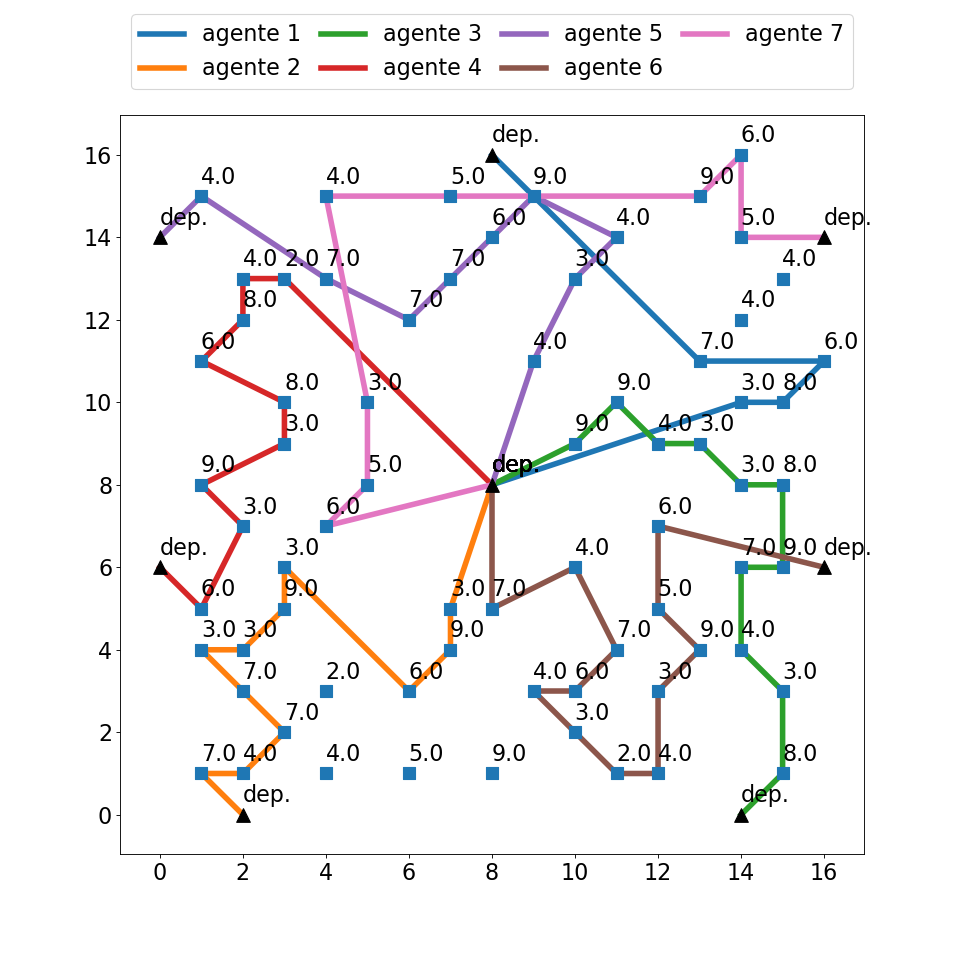 agente 1 agente 3 agente 5 agente 7
agente 2 agente 4 agente 6
dep. 6.0
16
4.0 4.0 5.0 9.0 9.0
dep. 6.0 4.0 5.0 dep.
14
4.0 2.0 7.0 7.0 3.0 4.0
8.0 7.0 4.0
12
6.0 4.0 7.0 6.0
8.0 3.0 9.0 3.0 8.0
10
3.0 9.0 4.0 3.0
9.0 5.0 dep. 3.0 8.0
8
3.0 6.0 6.0
dep. 3.0 4.0 7.0 9.0 dep.
6
6.0 9.0 3.0 7.0 5.0
3.0 3.0 9.0 7.0 9.0 4.0
4
7.0 2.0 6.0 4.0 6.0 3.0 3.0
7.0 3.0
2
7.0 4.0 4.0 5.0 9.0 2.0 4.0 8.0
dep. dep.
0
0 2 4 6 8 10 12 14 16